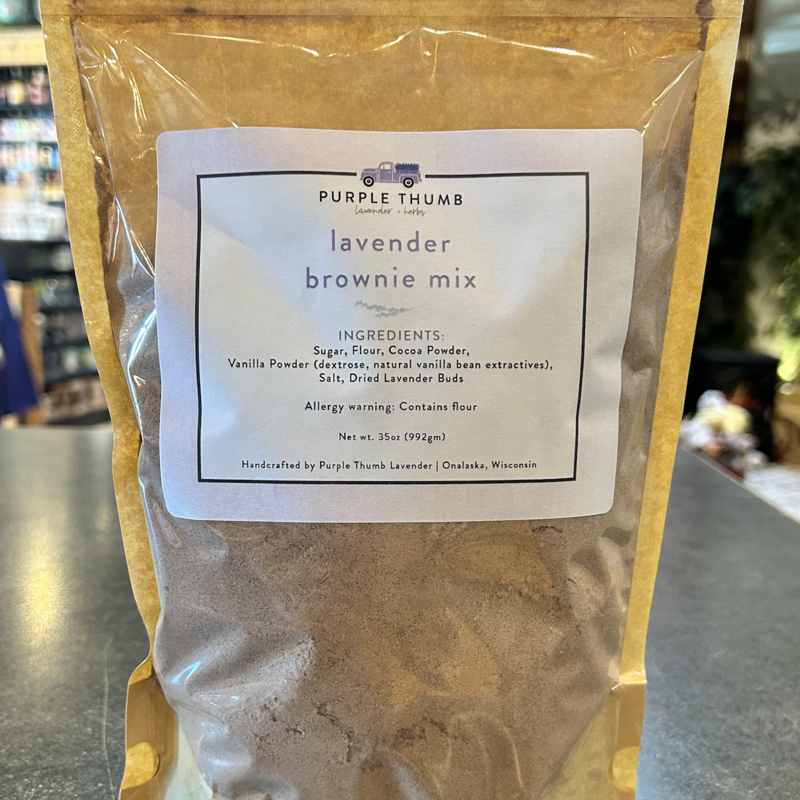 PURPLE THUMB
lavender + herbs
lavender
brownie mix
INGREDIENTS:
Sugar, Flour, Cocoa Powder,
Vanilla Powder (dextrose, natural vanilla bean extractives),
Salt, Dried Lavender Buds
Allergy warning: Contains flour
Net wt. 35oz (992gm)
Handcrafted by Purple Thumb Lavender | Onalaska, Wisconsin